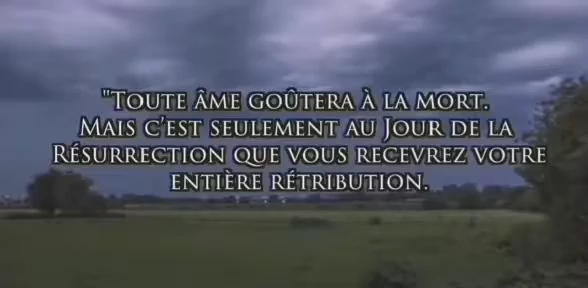 "Toute âme goûtera à la mort.
Mais c'est seulement au Jour de la
Résurrection que vous recevrez votre
entière rétribution.